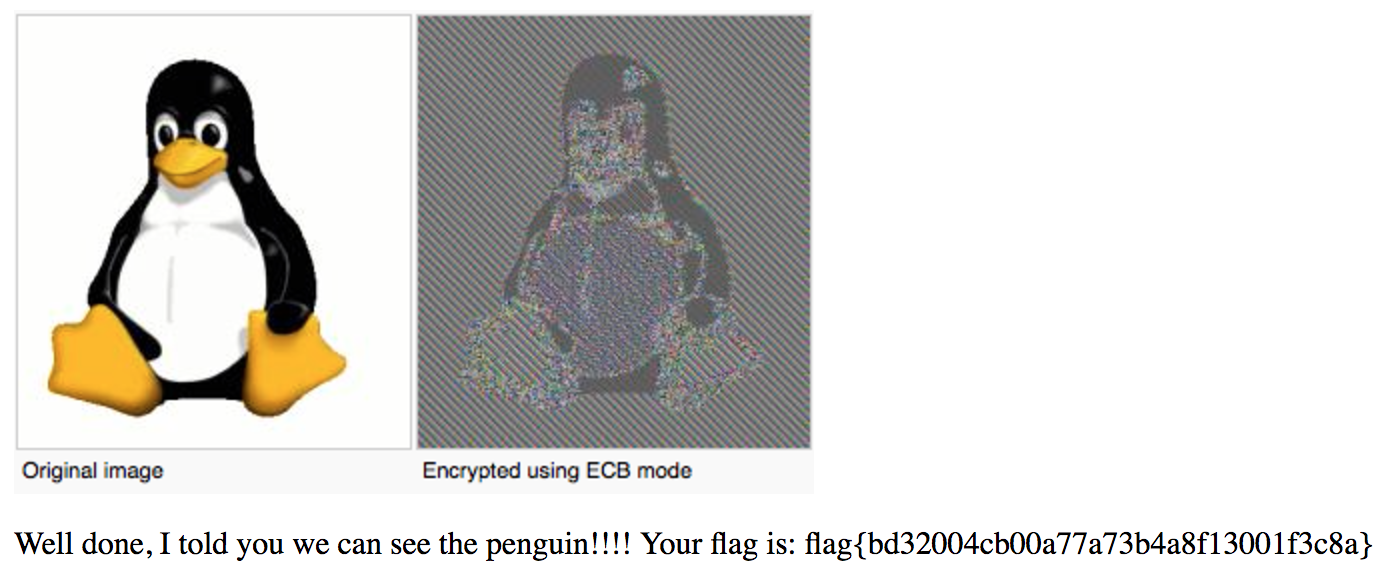 Original image
Encrypted using ECB mode
Well done, I told you we can see the penguin!!!! Your flag is: flag{bd32004cb00a77a73b4a8f13001f3c8a}